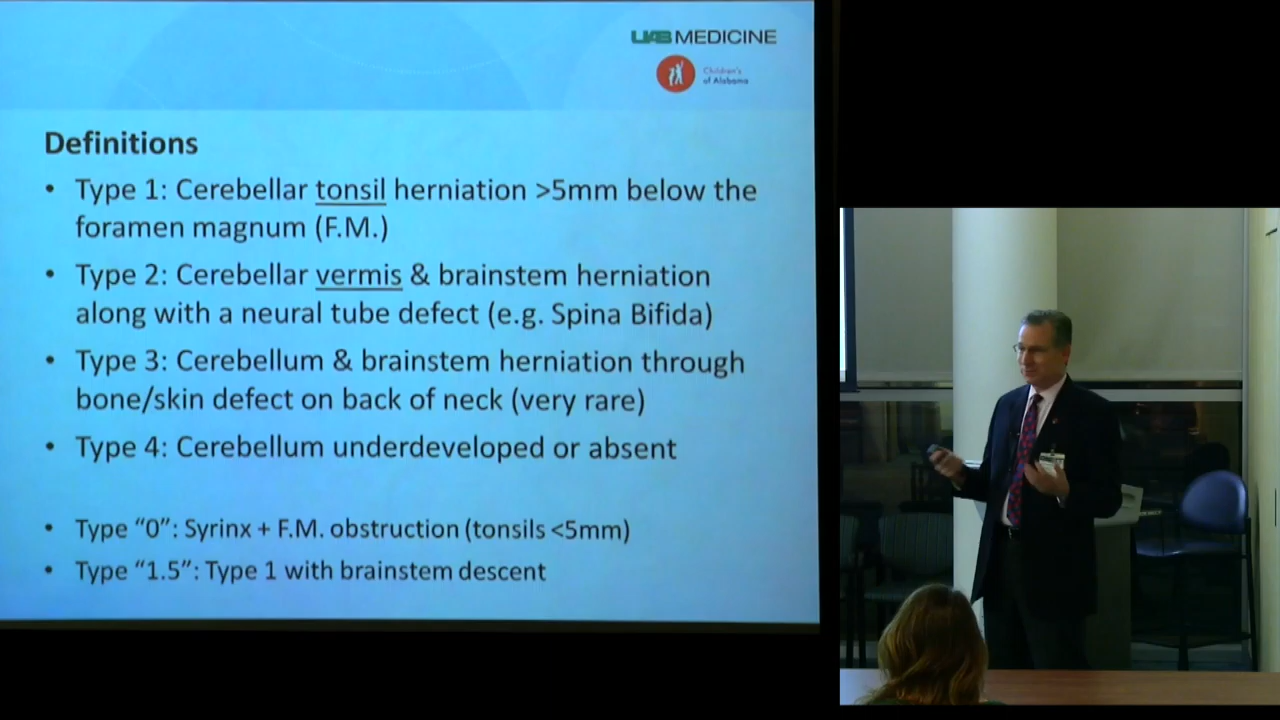 UAB MEDICINE
Children's
of Alabama
Definitions
• Type 1: Cerebellar tonsil herniation >5mm below the
foramen magnum (F.M.)
• Type 2: Cerebellar vermis & brainstem herniation
along with a neural tube defect (e.g. Spina Bifida)
• Type 3: Cerebellum & brainstem herniation through
bone/skin defect on back of neck (very rare)
• Type 4: Cerebellum underdeveloped or absent
• Type “0”: Syrinx + F.M. obstruction (tonsils <5mm)
• Type “1.5”: Type 1 with brainstem descent